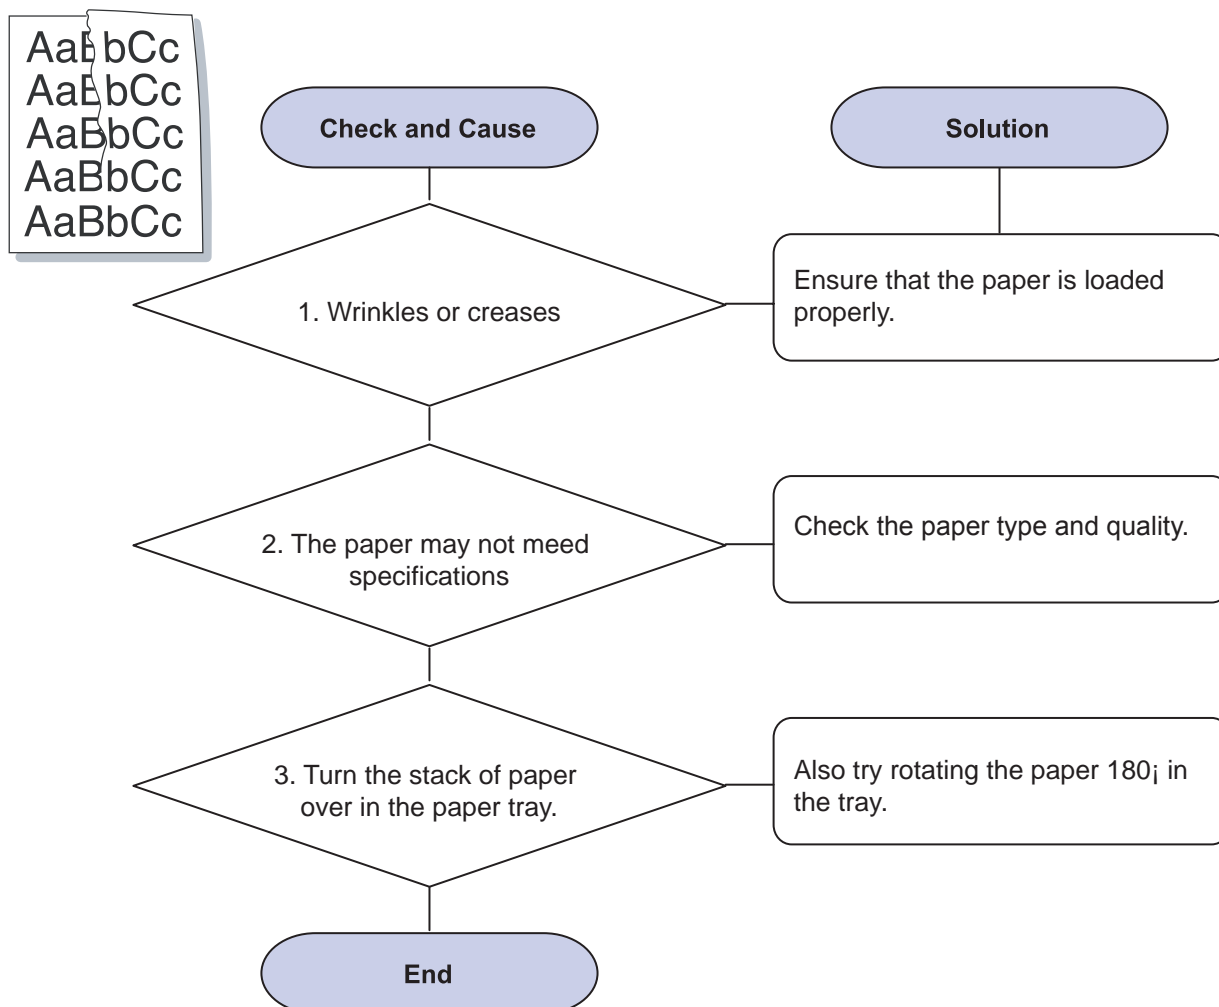 AaBbCc
AaBbCc
AaBbCc
AaBbCc
AaBbCc
Check and Cause
Solution
1. Wrinkles or creases
Ensure that the paper is loaded
properly.
2. The paper may not meed
specifications
Check the paper type and quality.
3. Turn the stack of paper
over in the paper tray.
Also try rotating the paper 180¡ in
the tray.
End